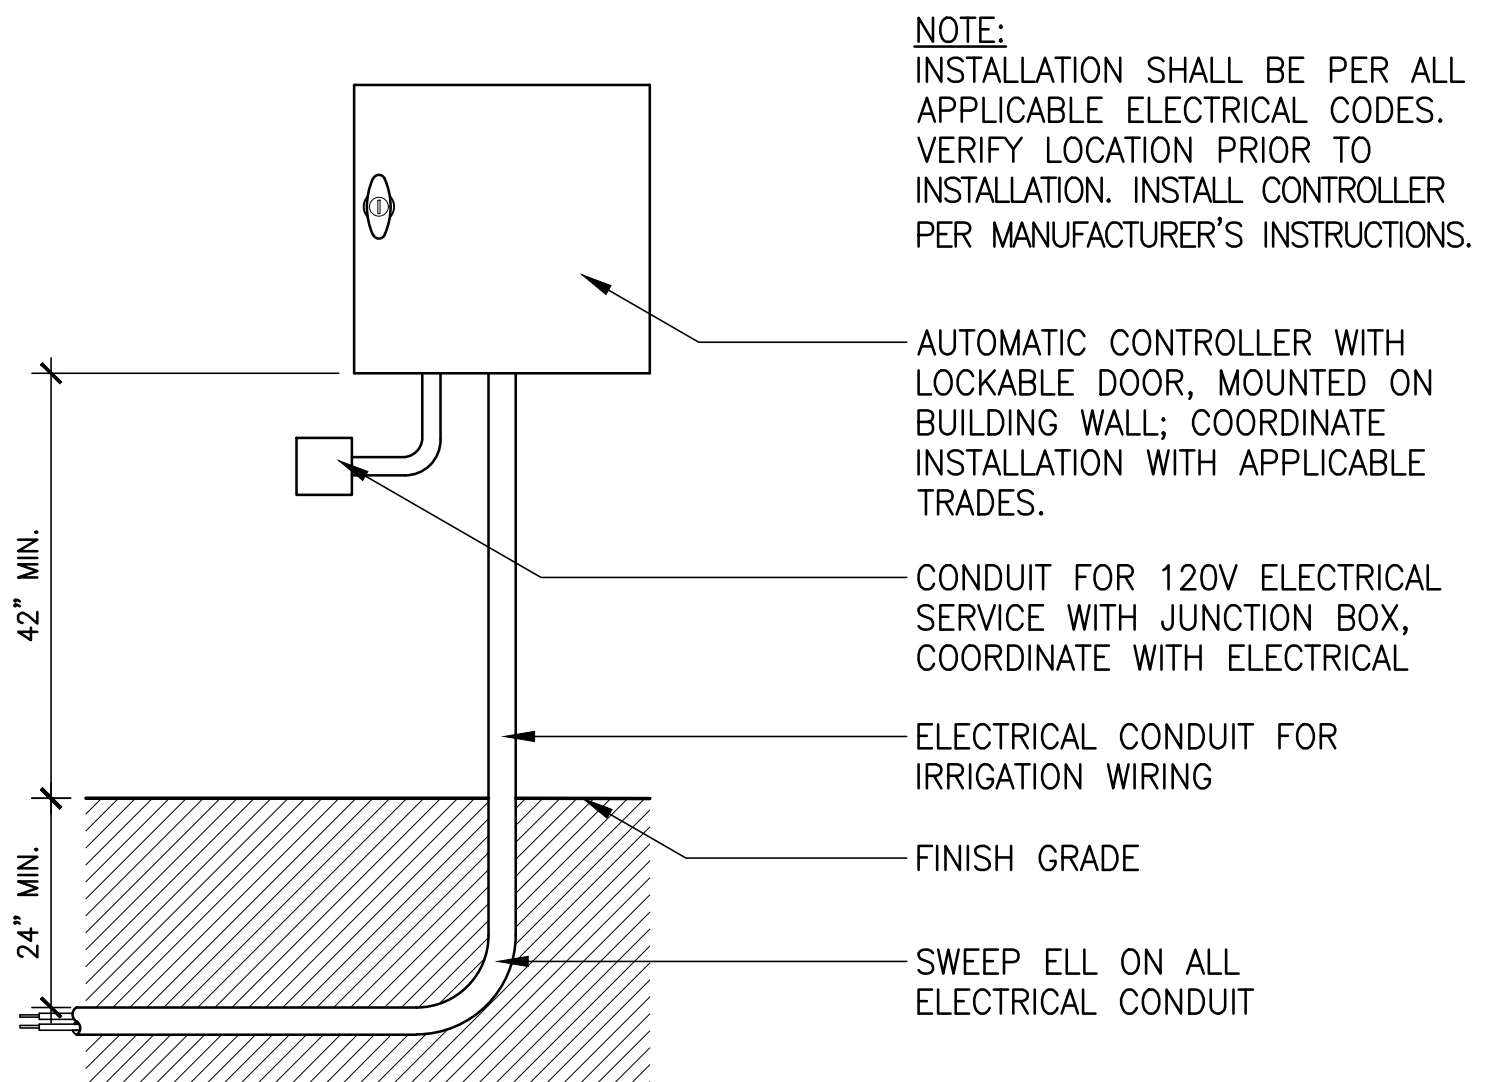 NOTE:
INSTALLATION SHALL BE PER ALL
APPLICABLE ELECTRICAL CODES.
VERIFY LOCATION PRIOR TO
INSTALLATION. INSTALL CONTROLLER
PER MANUFACTURER'S INSTRUCTIONS.
AUTOMATIC CONTROLLER WITH
LOCKABLE DOOR, MOUNTED ON
BUILDING WALL; COORDINATE
INSTALLATION WITH APPLICABLE
TRADES.
42" MIN.
CONDUIT FOR 120V ELECTRICAL
SERVICE WITH JUNCTION BOX,
COORDINATE WITH ELECTRICAL
ELECTRICAL CONDUIT FOR
IRRIGATION WIRING
24" MIN.
FINISH GRADE
SWEEP ELL ON ALL
ELECTRICAL CONDUIT